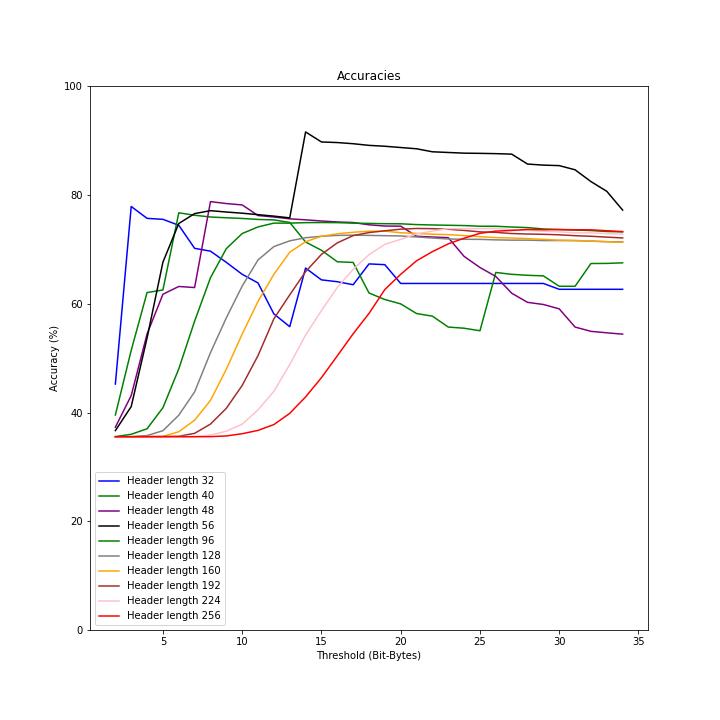 Accuracies
100
80
60
40
20
0
Accuracy (%)
Header length 32
Header length 40
Header length 48
Header length 56
Header length 96
Header length 128
Header length 160
Header length 192
Header length 224
Header length 256
5 10 15 20 25 30 35
Threshold (Bit-Bytes)